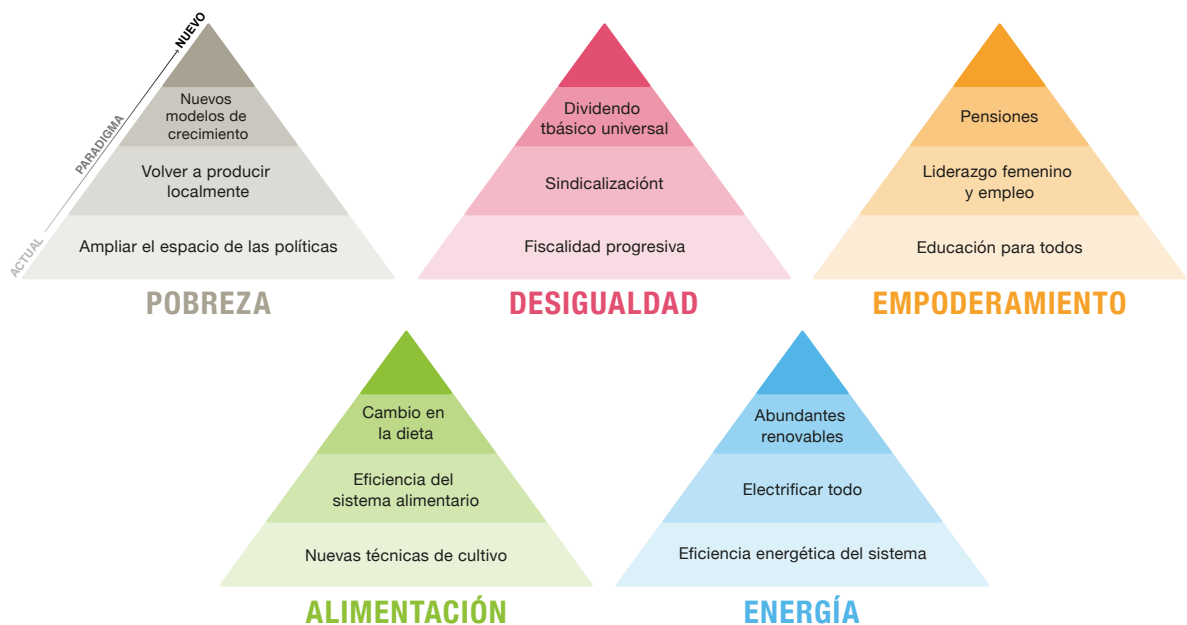 NUEVO
PARADIGMA
ACTUAL
Nuevos
modelos de
crecimiento
Volver a producir
localmente
Ampliar el espacio de las políticas
POBREZA
Dividendo
tbásico universal
Sindicalizaciónt
Fiscalidad progresiva
DESIGUALDAD
Pensiones
Liderazgo femenino
y empleo
Educación para todos
EMPODERAMIENTO
Cambio en
la dieta
Eficiencia del
sistema alimentario
Nuevas técnicas de cultivo
ALIMENTACIÓN
Abundantes
renovables
Electrificar todo
Eficiencia energética del sistema
ENERGÍA